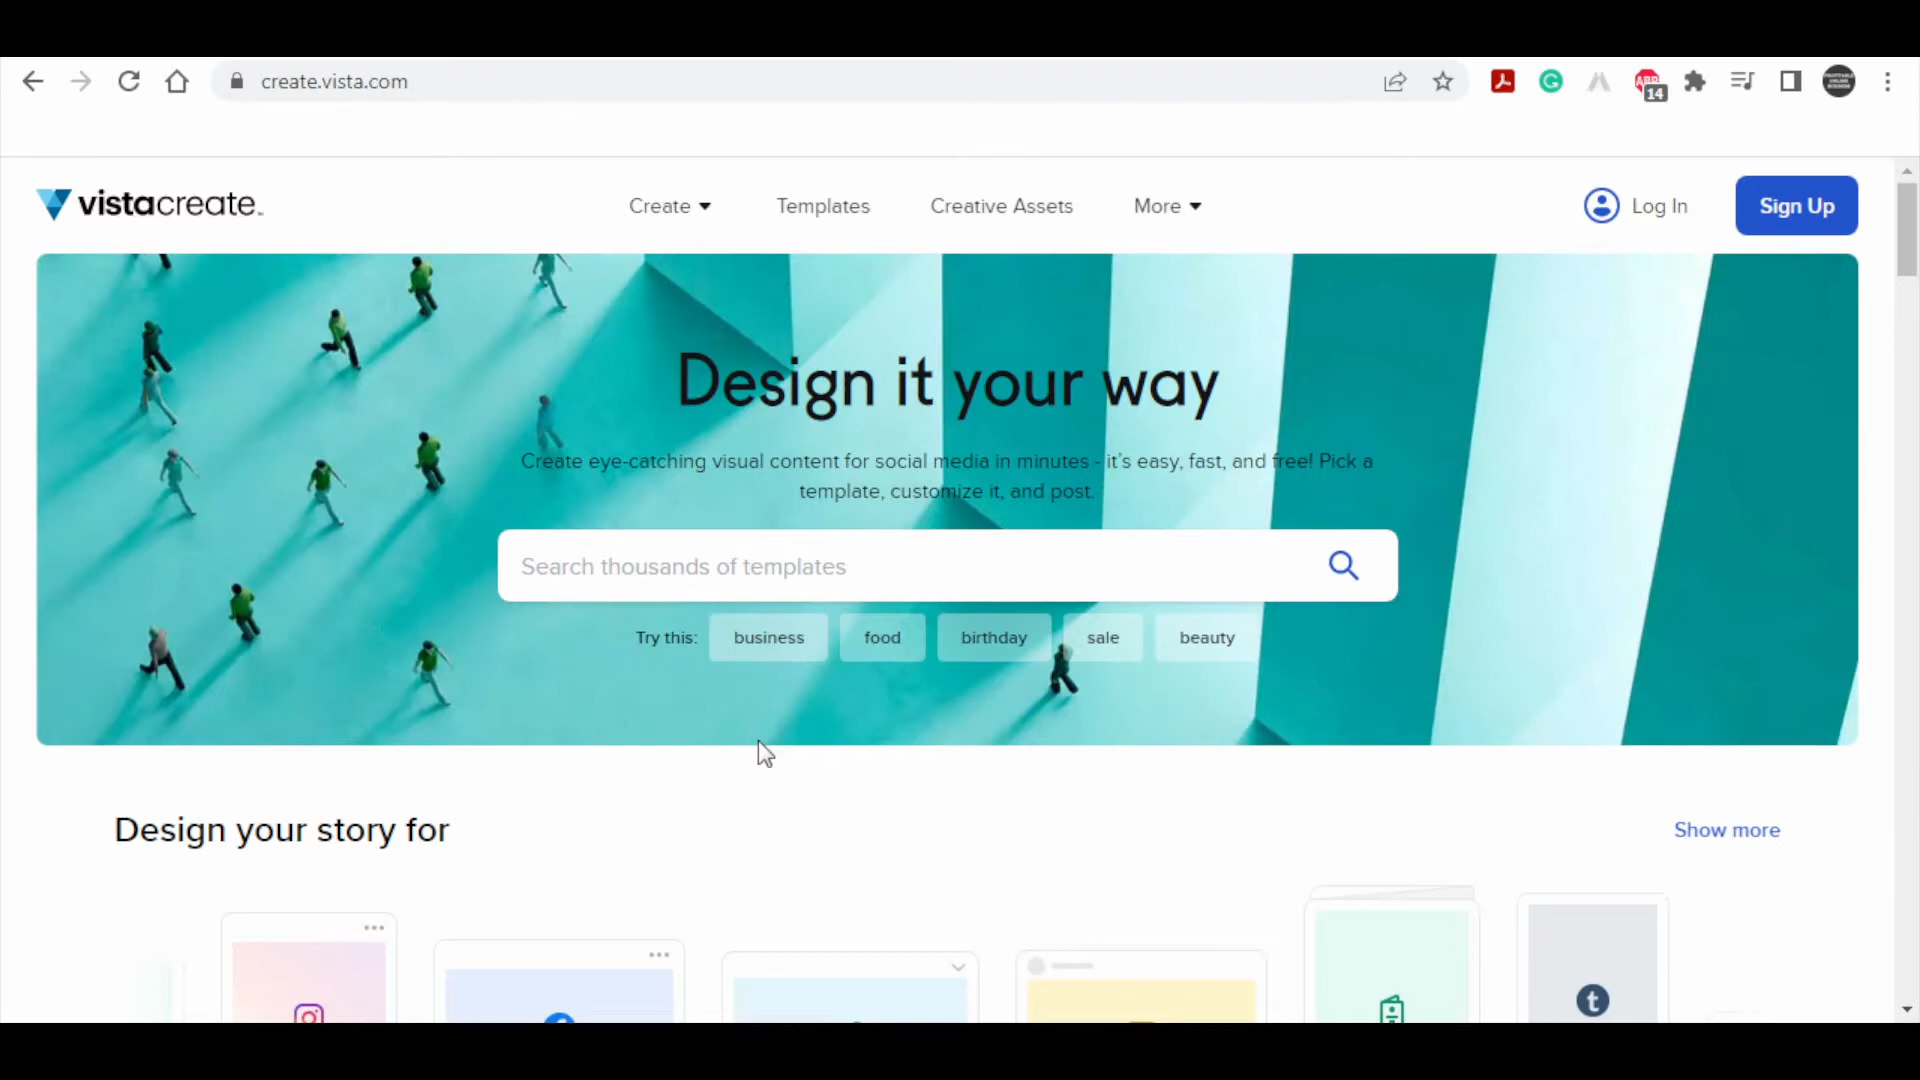 create.vista.com
ABP
14
vistacreate
Create
Templates
Creative Assets
More
Log In
Sign Up
Design it your way
Create eye-catching visual content for social media in minutes - it's easy, fast, and free! Pick a
template, customize it, and post.
Search thousands of templates
Try this:
business
food
birthday
sale
beauty
Design your story for
Show more